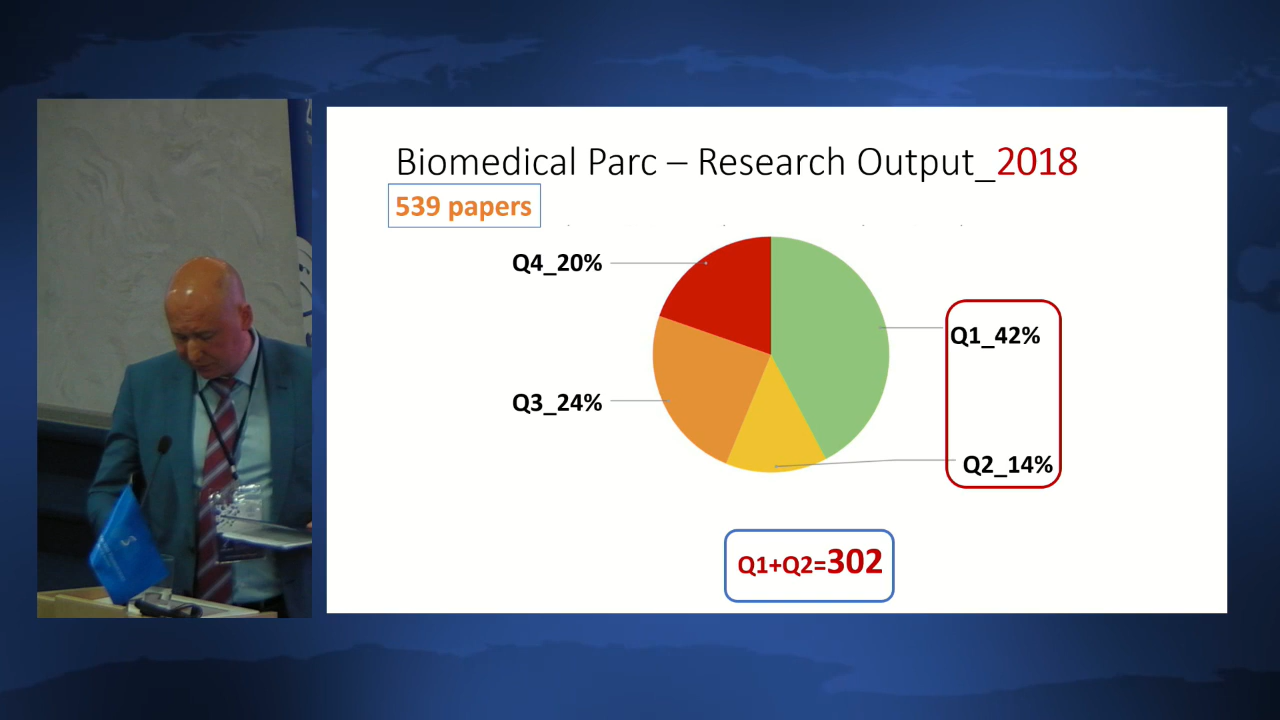 Biomedical Parc – Research Output_2018
539 papers
Q4_20%
Q1_42%
Q3_24%
Q2_14%
Q1+Q2=302